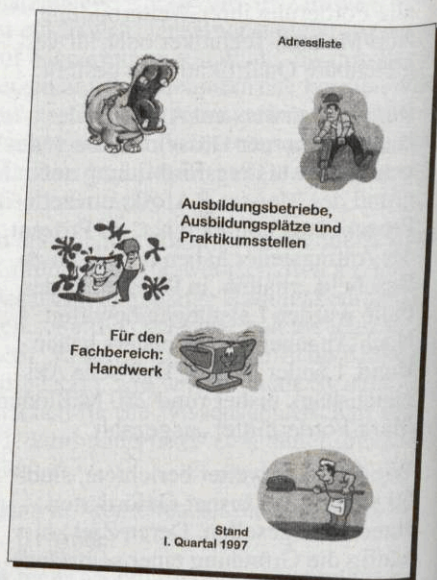 Adressliste
Ausbildungsbetriebe,
Ausbildungsplätze und
Praktikumsstellen
Für den
Fachbereich:
Handwerk
Stand
I. Quartal 1997